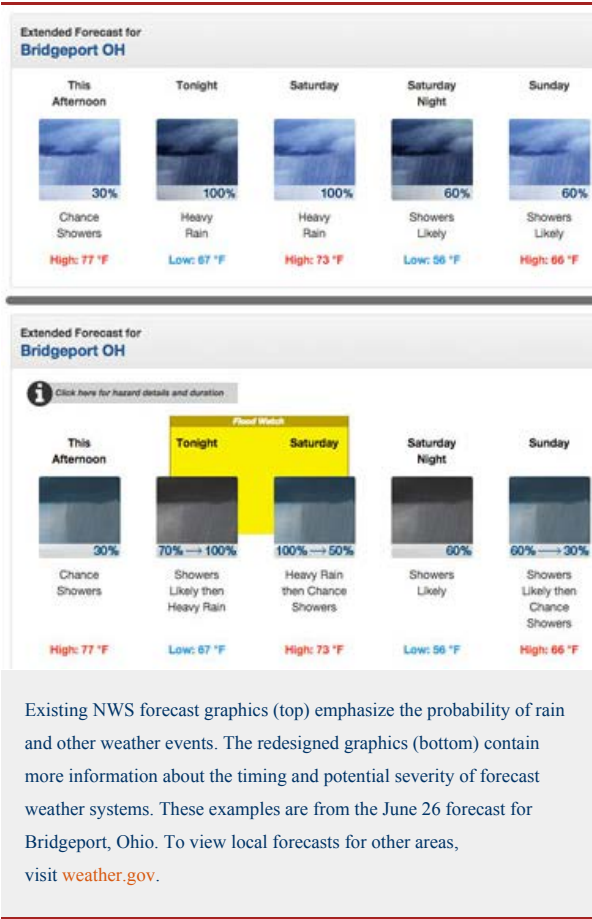 Extended Forecast for
Bridgeport OH
This
Afternoon
Tonight
Saturday
Saturday
Night
Sunday
30%
100%
100%
60%
60%
Chance
Showers
Heavy
Rain
Heavy
Rain
Showers
Likely
Showers
Likely
High: 77 °F
Low: 67 °F
High: 73 °F
Low: 56 °F
High: 66 °F
Extended Forecast for
Bridgeport OH
Click here for hazard details and duration
Flood Watch
This
Afternoon
Tonight
Saturday
Saturday
Night
Sunday
30%
70%→100%
100%→50%
60%
60%→30%
Chance
Showers
Showers
Likely then
Heavy Rain
Heavy Rain
then Chance
Showers
Showers
Likely
Showers
Likely then
Chance
Showers
High: 77 °F
Low: 67 °F
High: 73 °F
Low: 56 °F
High: 66 °F
Existing NWS forecast graphics (top) emphasize the probability of rain
and other weather events. The redesigned graphics (bottom) contain
more information about the timing and potential severity of forecast
weather systems. These examples are from the June 26 forecast for
Bridgeport, Ohio. To view local forecasts for other areas,
visit weather.gov.